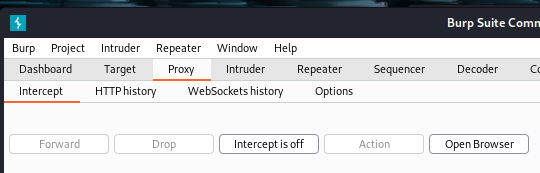 Burp Suite Comm
Burp Project Intruder Repeater Window Help
Dashboard Target Proxy Intruder Repeater Sequencer Decoder Co
Intercept HTTP history WebSockets history Options
Forward Drop Intercept is off Action Open Browser